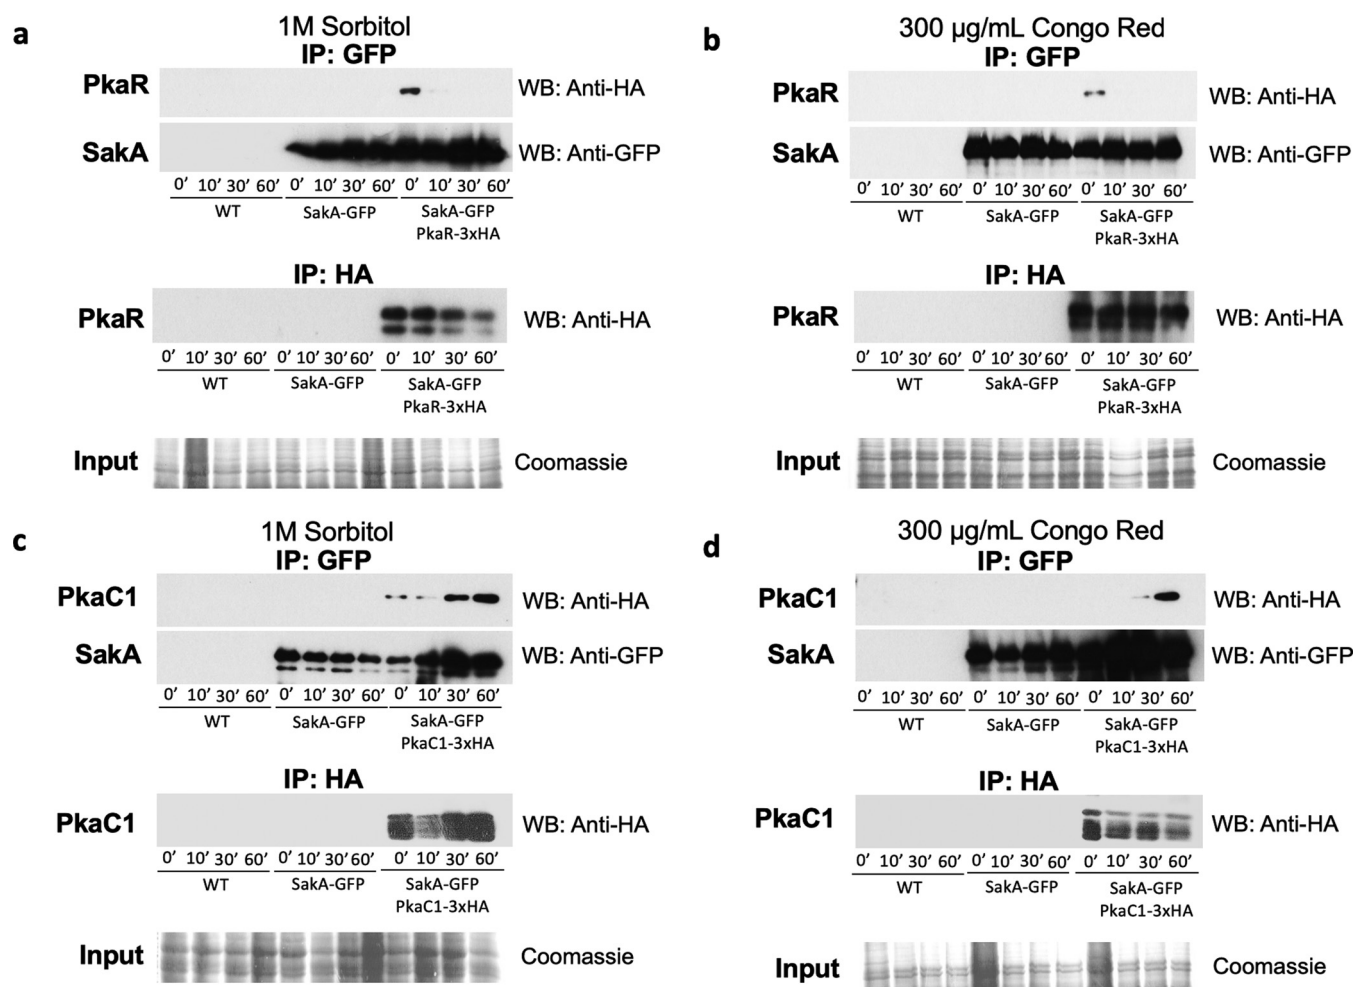 a
1M Sorbitol
IP: GFP
PkaR
WB: Anti-HA
SakA
WB: Anti-GFP
0’ 10’ 30’ 60’ 0’ 10’ 30’ 60’ 0’ 10’ 30’ 60’
WT SakA-GFP SakA-GFP
PkaR-3xHA
IP: HA
PkaR
WB: Anti-HA
0’ 10’ 30’ 60’ 0’ 10’ 30’ 60’ 0’ 10’ 30’ 60’
WT SakA-GFP SakA-GFP
PkaR-3xHA
Input
Coomassie
b
300 µg/mL Congo Red
IP: GFP
PkaR
WB: Anti-HA
SakA
WB: Anti-GFP
0’ 10’ 30’ 60’ 0’ 10’ 30’ 60’ 0’ 10’ 30’ 60’
WT SakA-GFP SakA-GFP
PkaR-3xHA
IP: HA
PkaR
WB: Anti-HA
0’ 10’ 30’ 60’ 0’ 10’ 30’ 60’ 0’ 10’ 30’ 60’
WT SakA-GFP SakA-GFP
PkaR-3xHA
Input
Coomassie
c
1M Sorbitol
IP: GFP
PkaC1
WB: Anti-HA
SakA
WB: Anti-GFP
0’ 10’ 30’ 60’ 0’ 10’ 30’ 60’ 0’ 10’ 30’ 60’
WT SakA-GFP SakA-GFP
PkaC1-3xHA
IP: HA
PkaC1
WB: Anti-HA
0’ 10’ 30’ 60’ 0’ 10’ 30’ 60’ 0’ 10’ 30’ 60’
WT SakA-GFP SakA-GFP
PkaC1-3xHA
Input
Coomassie
d
300 µg/mL Congo Red
IP: GFP
PkaC1
WB: Anti-HA
SakA
WB: Anti-GFP
0’ 10’ 30’ 60’ 0’ 10’ 30’ 60’ 0’ 10’ 30’ 60’
WT SakA-GFP SakA-GFP
PkaC1-3xHA
IP: HA
PkaC1
WB: Anti-HA
0’ 10’ 30’ 60’ 0’ 10’ 30’ 60’ 0’ 10’ 30’ 60’
WT SakA-GFP SakA-GFP
PkaC1-3xHA
Input
Coomassie